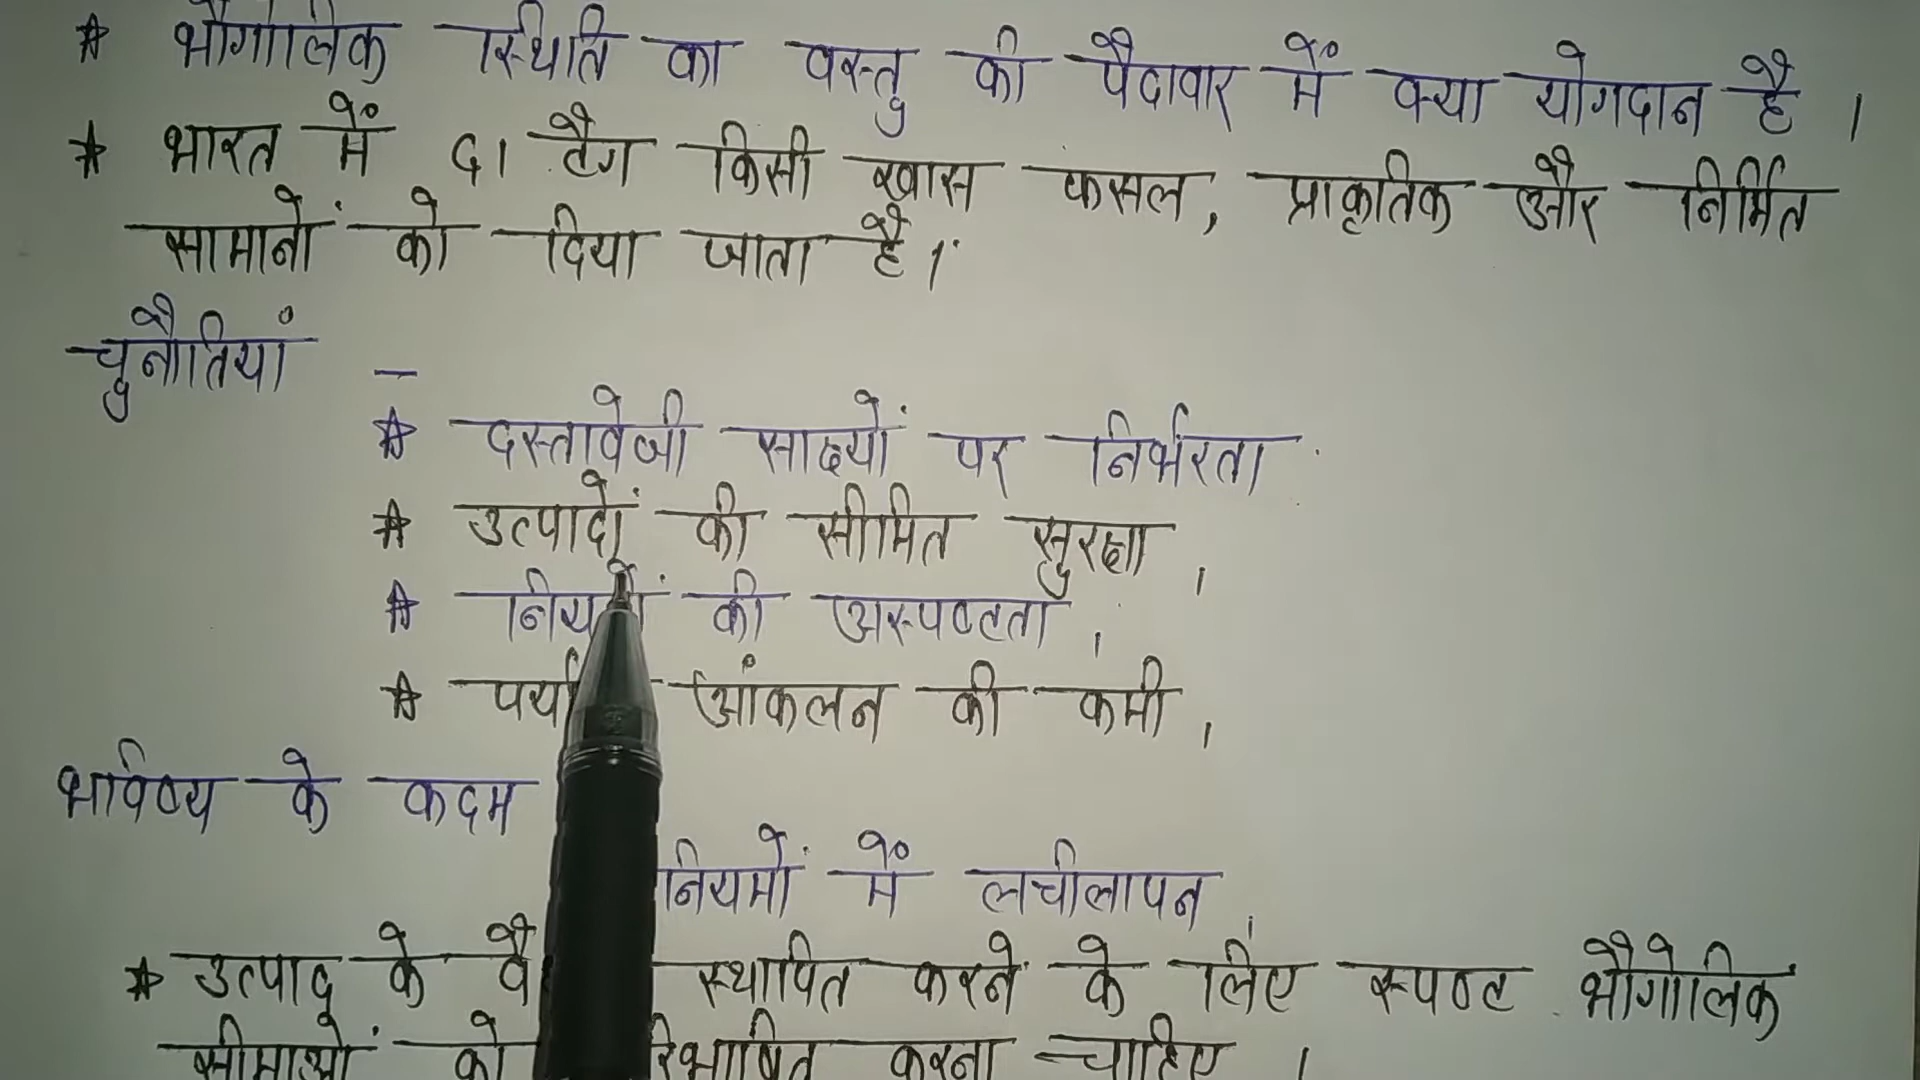 * भौगोलिक स्थिति का वस्तु की पैदावार में क्या योगदान है ।
* भारत में GI टैग किसी खास फसल, प्राकृतिक और निर्मित
सामानों को दिया जाता है।
चुनौतियां -
* दस्तावेजी साक्ष्यों पर निर्भरता
* उत्पादों की सीमित सुरक्षा ,
* की अस्पष्टता ,
* आंकलन की कमी ,
भविष्य के कदम
नियमों में लचीलापन ,
* उत्पाद के स्थापित करने के लिए स्पष्ट भौगोलिक
सीमाओं को करना चाहिए ।